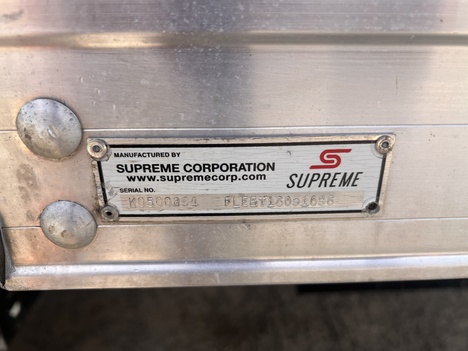 MANUFACTURED BY
SUPREME CORPORATION
www.supremecorp.com
SUPREME
SERIAL NO.